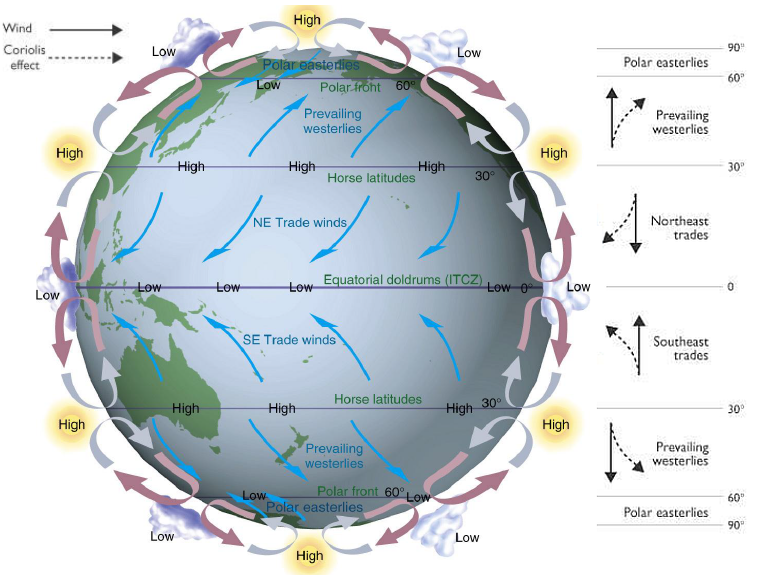 Wind
Coriolis
effect
High
Low
Low
Polar easterlies
Low
Polar front
60°
Prevailing
westerlies
High
High
High
High
High
Horse latitudes
30°
NE Trade winds
Equatorial doldrums (ITCZ)
Low
Low
Low
Low
Low
0°
Low
SE Trade winds
Horse latitudes
30°
High
High
High
High
High
Prevailing
westerlies
Polar front
60°
Low
Low
Polar easterlies
Low
Low
High
90°
Polar easterlies
60°
Prevailing
westerlies
30°
Northeast
trades
0
Southeast
trades
30°
Prevailing
westerlies
60°
Polar easterlies
90°